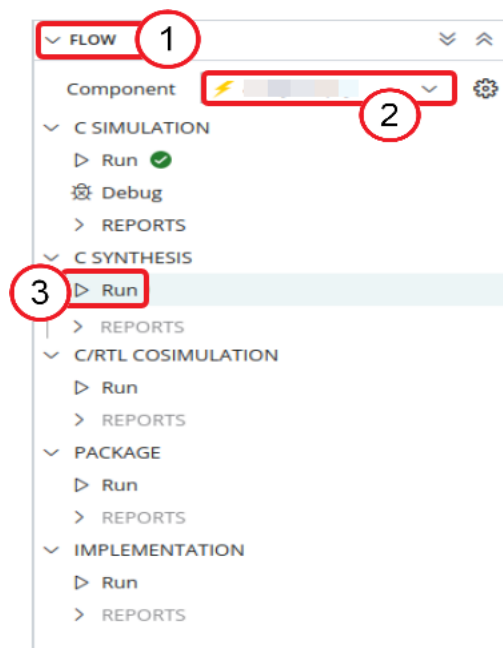 FLOW 1
Component
2
C SIMULATION
Run
Debug
REPORTS
C SYNTHESIS
3 Run
REPORTS
C/RTL COSIMULATION
Run
REPORTS
PACKAGE
Run
REPORTS
IMPLEMENTATION
Run
REPORTS